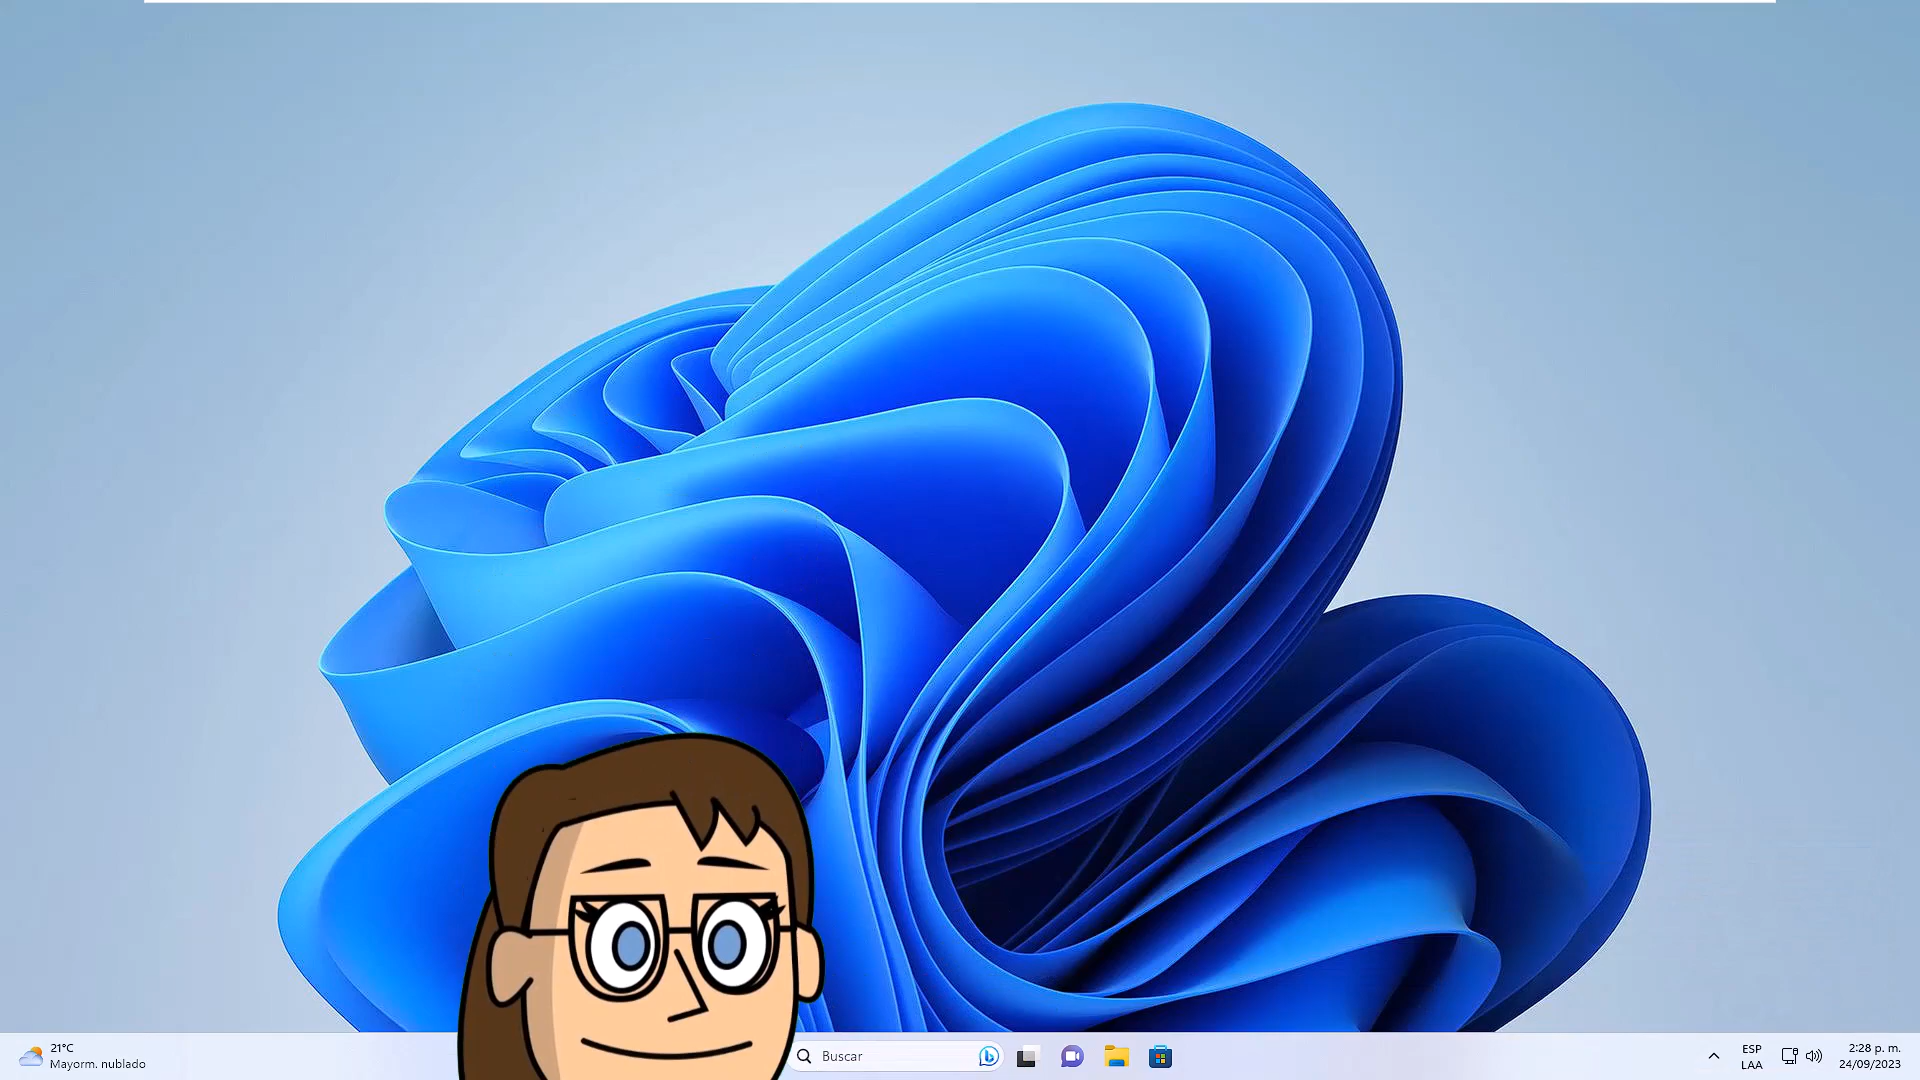 21°C
Mayorm. nublado
Buscar
ESP
LAA
2:28 p. m.
24/09/2023